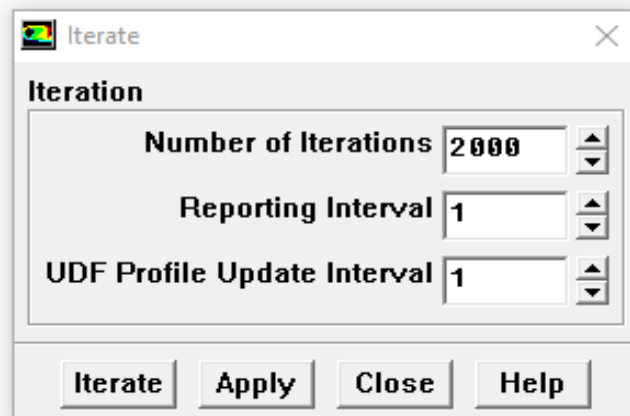 Iterate
Iteration
Number of Iterations 2000
Reporting Interval 1
UDF Profile Update Interval 1
Iterate Apply Close Help